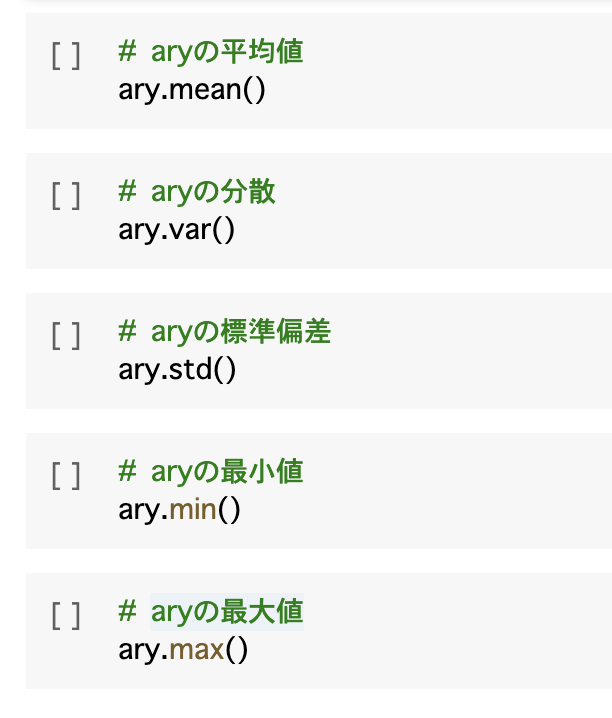 [ ] # aryの平均値
ary.mean()
[ ] # aryの分散
ary.var()
[ ] # aryの標準偏差
ary.std()
[ ] # aryの最小値
ary.min()
[ ] # aryの最大値
ary.max()